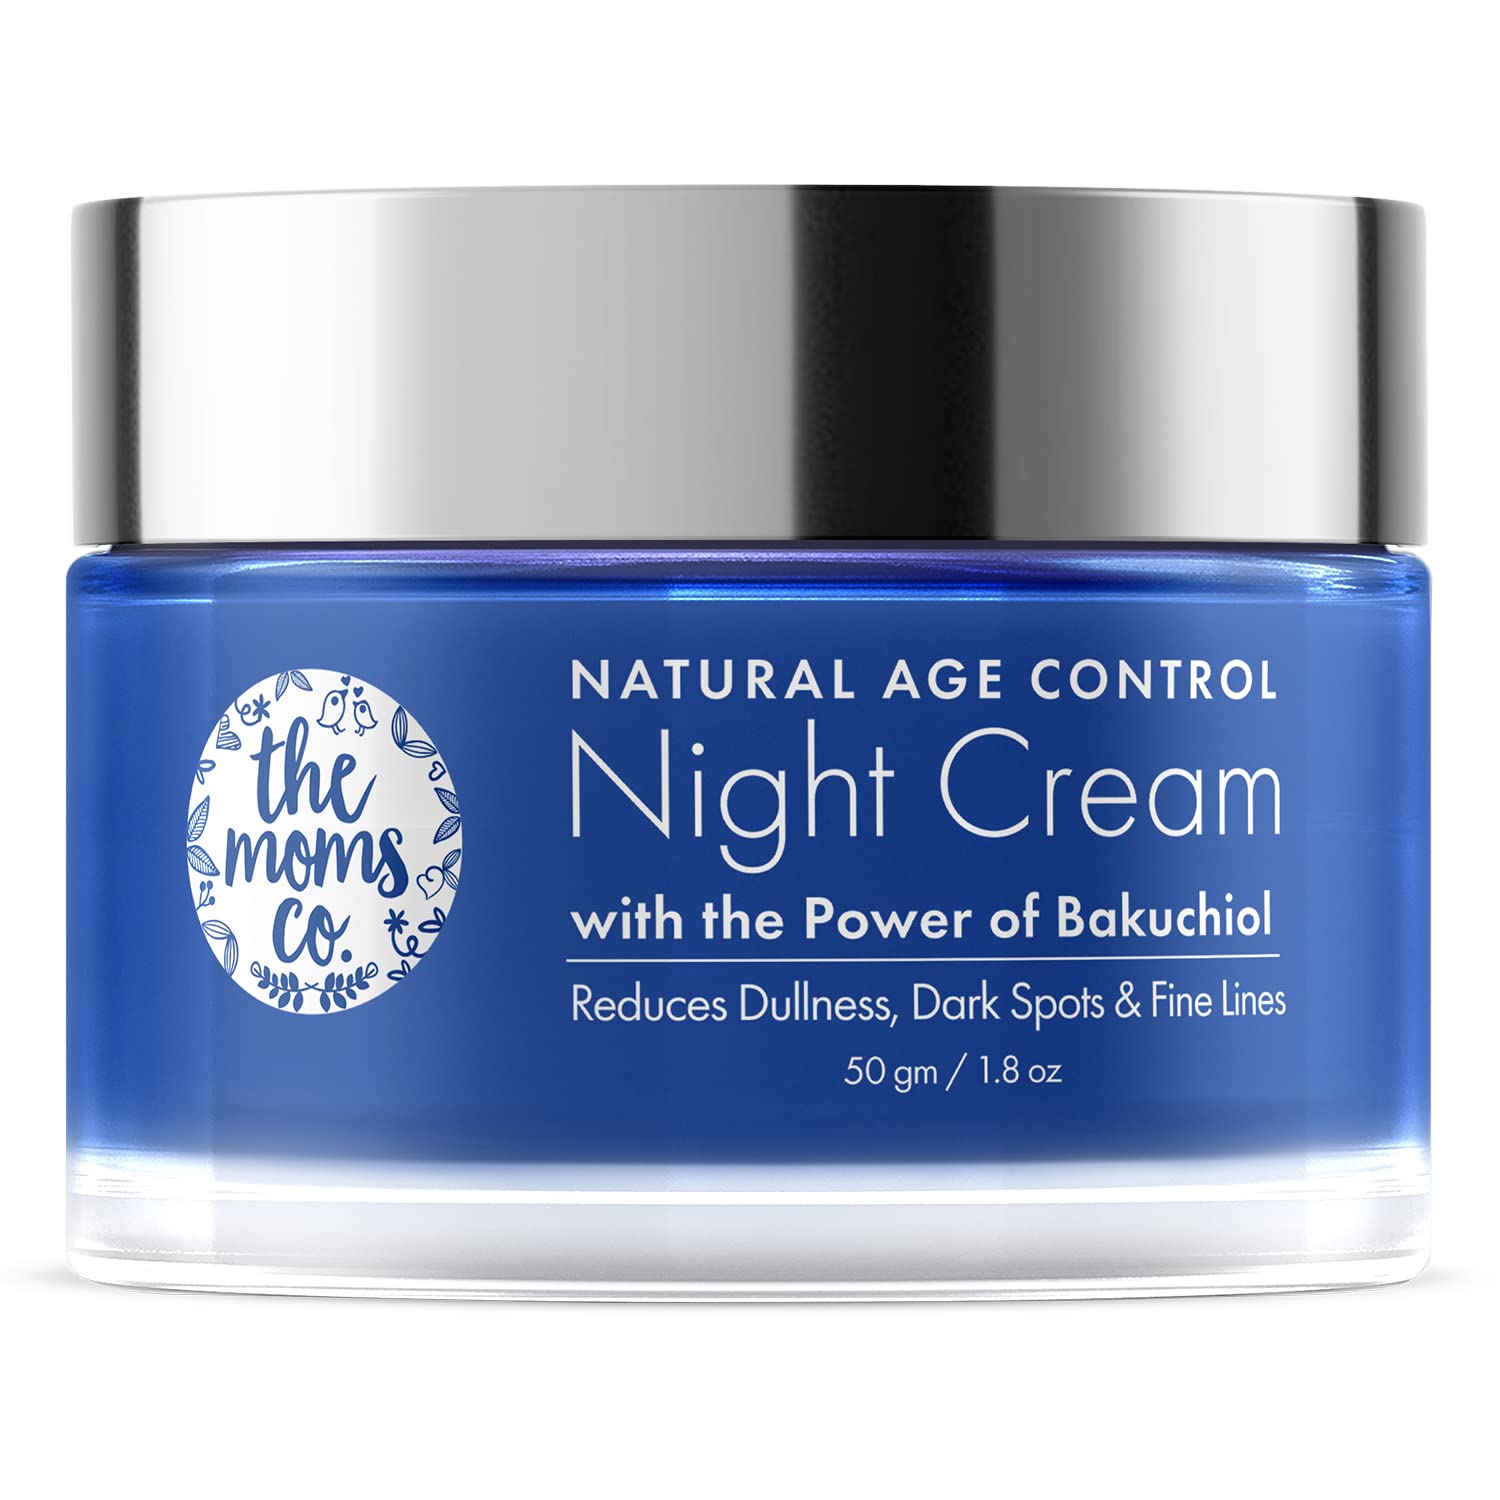 the
moms
co.
NATURAL AGE CONTROL
Night Cream
with the Power of Bakuchiol
Reduces Dullness, Dark Spots & Fine Lines
50 gm / 1.8 oz